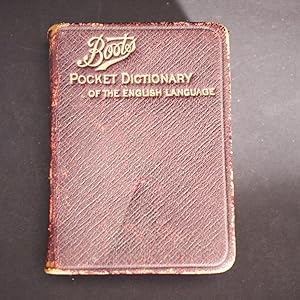 Boots
POCKET DICTIONARY
OF THE ENGLISH LANGUAGE